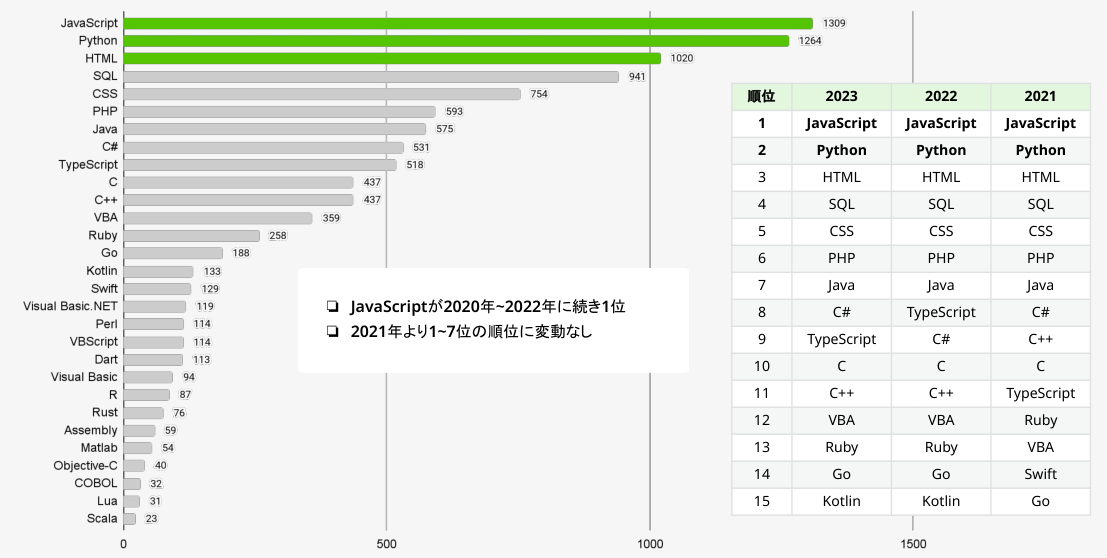 JavaScript 1309
Python 1264
HTML 1020
SQL 941
CSS 754
PHP 593
Java 575
C# 531
TypeScript 518
C 437
C++ 437
VBA 359
Ruby 258
Go 188
Kotlin 133
Swift 129
Visual Basic.NET 119
Perl 114
VBScript 114
Dart 113
Visual Basic 94
R 87
Rust 76
Assembly 59
Matlab 54
Objective-C 40
COBOL 32
Lua 31
Scala 23
0 500 1000 1500
❏ JavaScriptが2020年~2022年に続き1位
❏ 2021年より1~7位の順位に変動なし
順位 2023 2022 2021
1 JavaScript JavaScript JavaScript
2 Python Python Python
3 HTML HTML HTML
4 SQL SQL SQL
5 CSS CSS CSS
6 PHP PHP PHP
7 Java Java Java
8 C# TypeScript C#
9 TypeScript C# C++
10 C C C
11 C++ C++ TypeScript
12 VBA VBA Ruby
13 Ruby Ruby VBA
14 Go Go Swift
15 Kotlin Kotlin Go